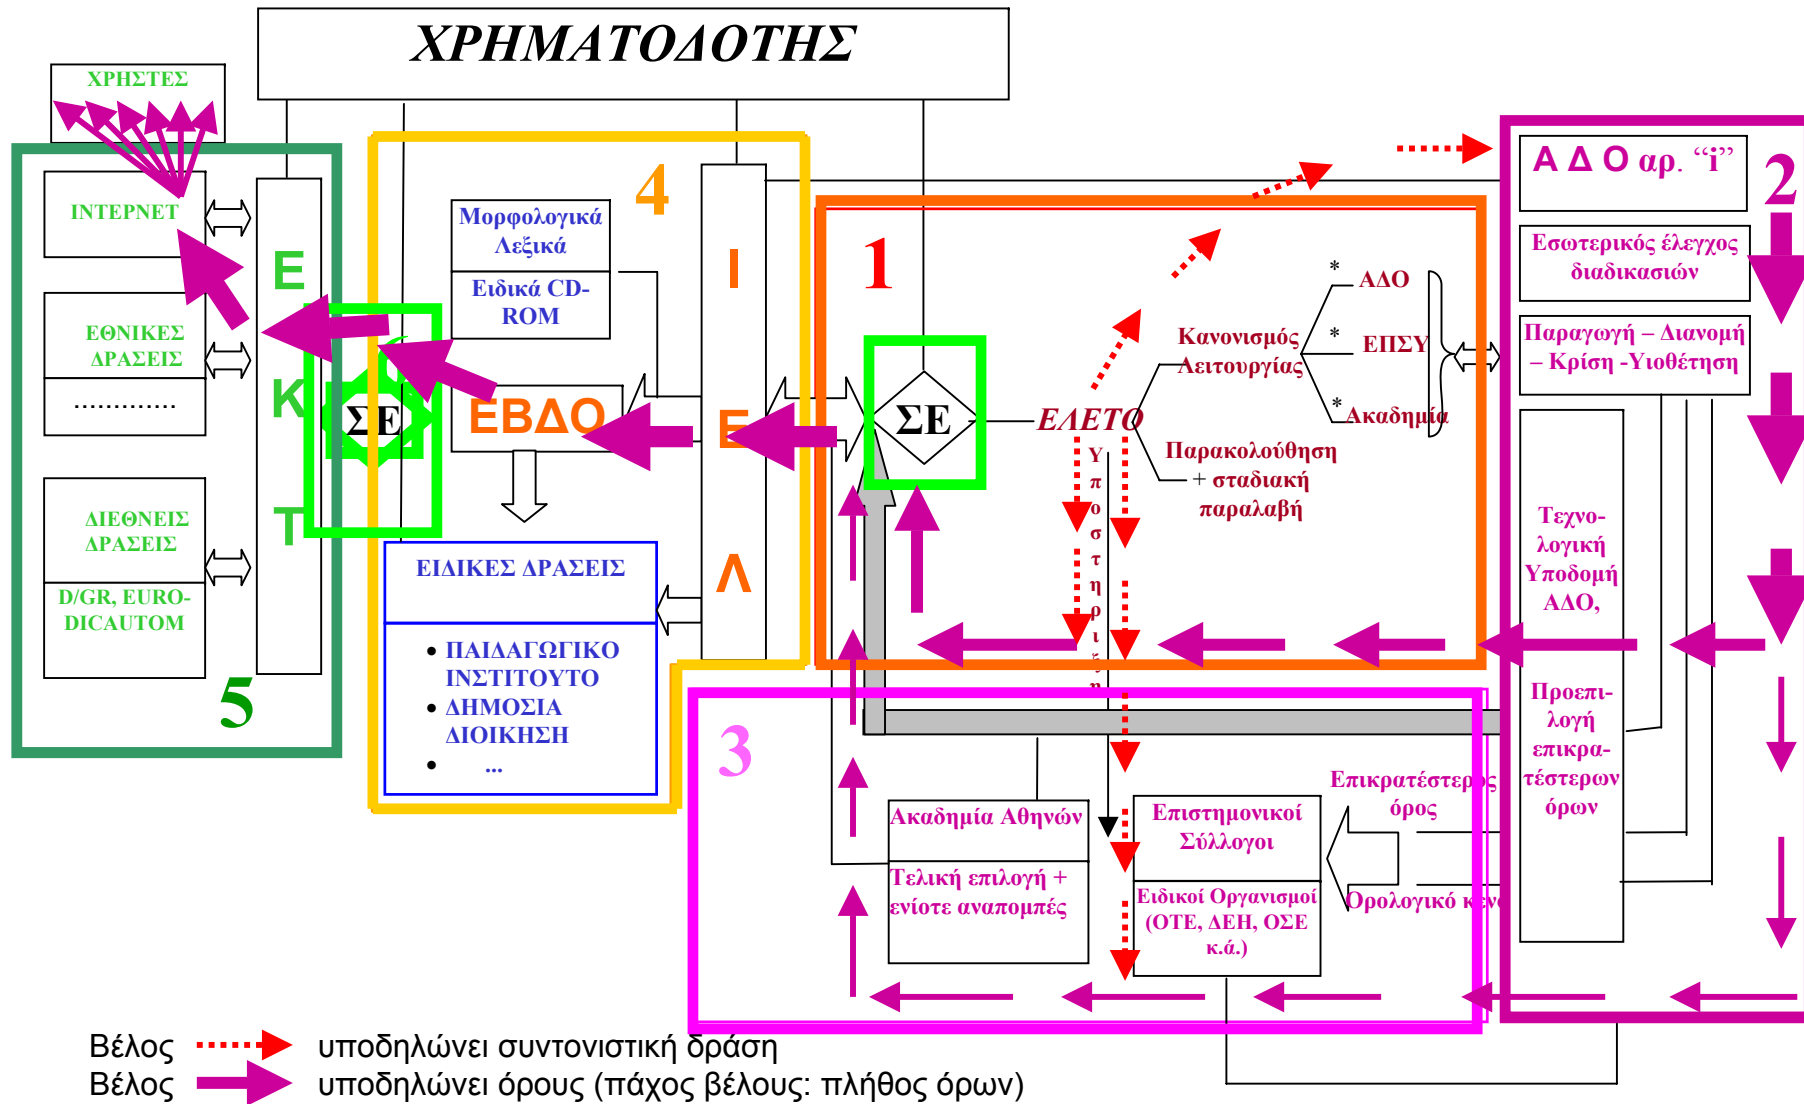 ΧΡΗΜΑΤΟΔΟΤΗΣ
ΧΡΗΣΤΕΣ
ΙΝΤΕΡΝΕΤ
ΕΘΝΙΚΕΣ
ΔΡΑΣΕΙΣ
.............
ΔΙΕΘΝΕΙΣ
ΔΡΑΣΕΙΣ
D/GR, EURO-
DICAUTOM
5
Ε
Κ
Τ
ΣΕ
4
Μορφολογικά
Λεξικά
Ειδικά CD-
ROM
ΕΒΔΟ
ΕΙΔΙΚΕΣ ΔΡΑΣΕΙΣ
• ΠΑΙΔΑΓΩΓΙΚΟ
ΙΝΣΤΙΤΟΥΤΟ
• ΔΗΜΟΣΙΑ
ΔΙΟΙΚΗΣΗ
• ...
Ι
Ε
Λ
1
ΣΕ
ΕΛΕΤΟ
Υποστηριξη
Κανονισμός
Λειτουργίας
* ΑΔΟ
* ΕΠΣΥ
* Ακαδημία
Παρακολούθηση
+ σταδιακή
παραλαβή
2
Α Δ Ο αρ. “i”
Εσωτερικός έλεγχος
διαδικασιών
Παραγωγή – Διανομή
– Κρίση -Υιοθέτηση
Τεχνο-
λογική
Υποδομή
ΑΔΟ,
Προεπι-
λογή
επικρα-
τέστερων
όρων
3
Ακαδημία Αθηνών
Τελική επιλογή +
ενίοτε αναπομπές
Επιστημονικοί
Σύλλογοι
Ειδικοί Οργανισμοί
(ΟΤΕ, ΔΕΗ, ΟΣΕ
κ.ά.)
Επικρατέστερος
όρος
Ορολογικό κενό
Βέλος υποδηλώνει συντονιστική δράση
Βέλος υποδηλώνει όρους (πάχος βέλους: πλήθος όρων)